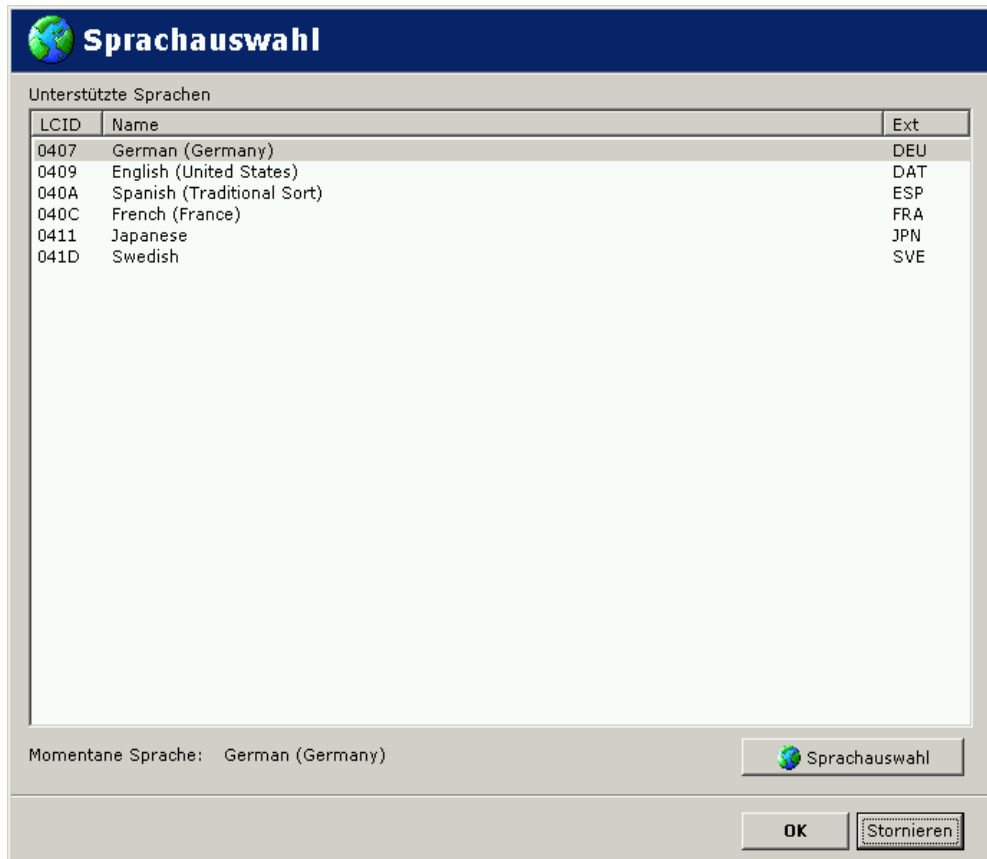 Sprachauswahl
Unterstützte Sprachen
LCID Name Ext
0407 German (Germany) DEU
0409 English (United States) DAT
040A Spanish (Traditional Sort) ESP
040C French (France) FRA
0411 Japanese JPN
041D Swedish SVE
Momentane Sprache: German (Germany) Sprachauswahl
OK Stornieren